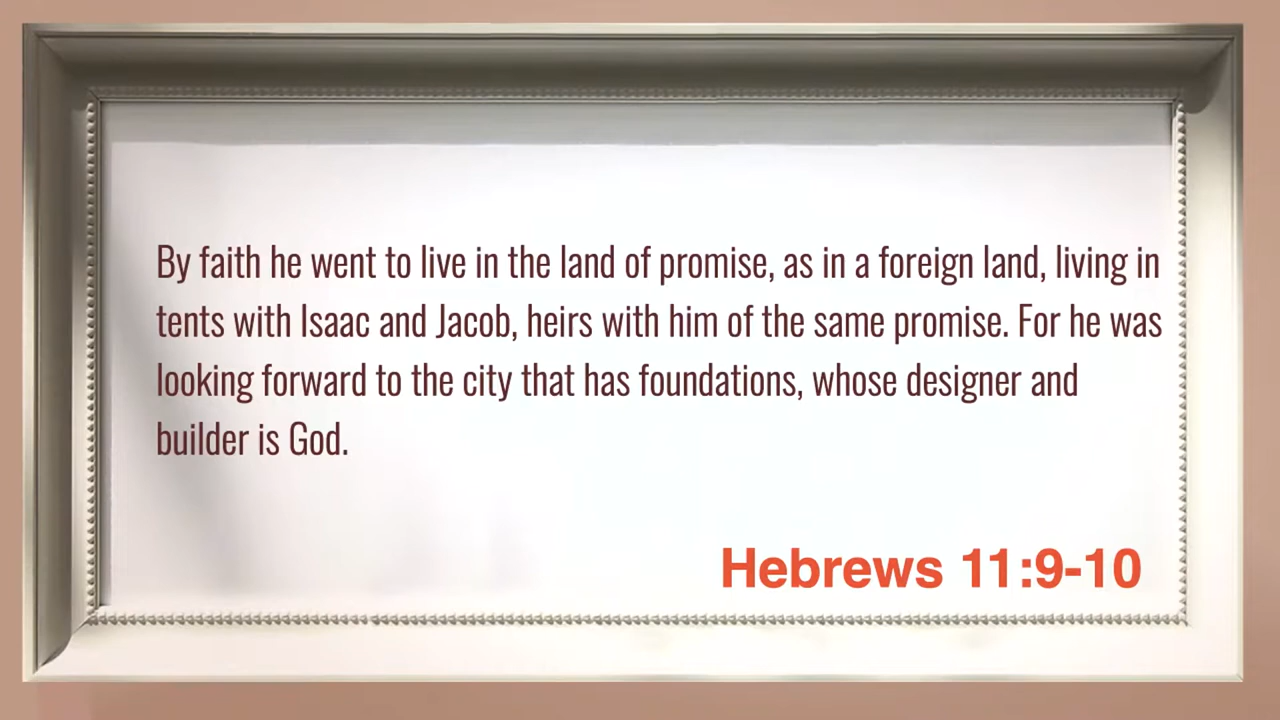 By faith he went to live in the land of promise, as in a foreign land, living in
tents with Isaac and Jacob, heirs with him of the same promise. For he was
looking forward to the city that has foundations, whose designer and
builder is God.
Hebrews 11:9-10